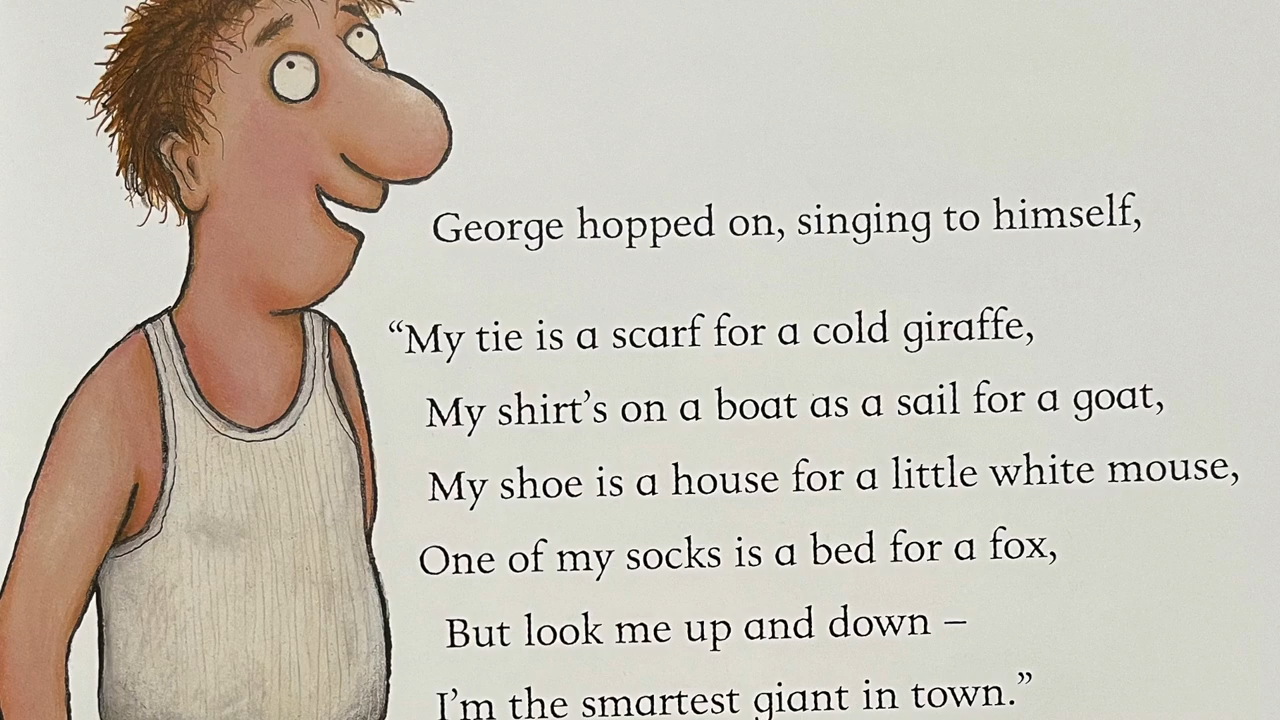 George hopped on, singing to himself,
“My tie is a scarf for a cold giraffe,
My shirt’s on a boat as a sail for a goat,
My shoe is a house for a little white mouse,
One of my socks is a bed for a fox,
But look me up and down –
I’m the smartest giant in town.”